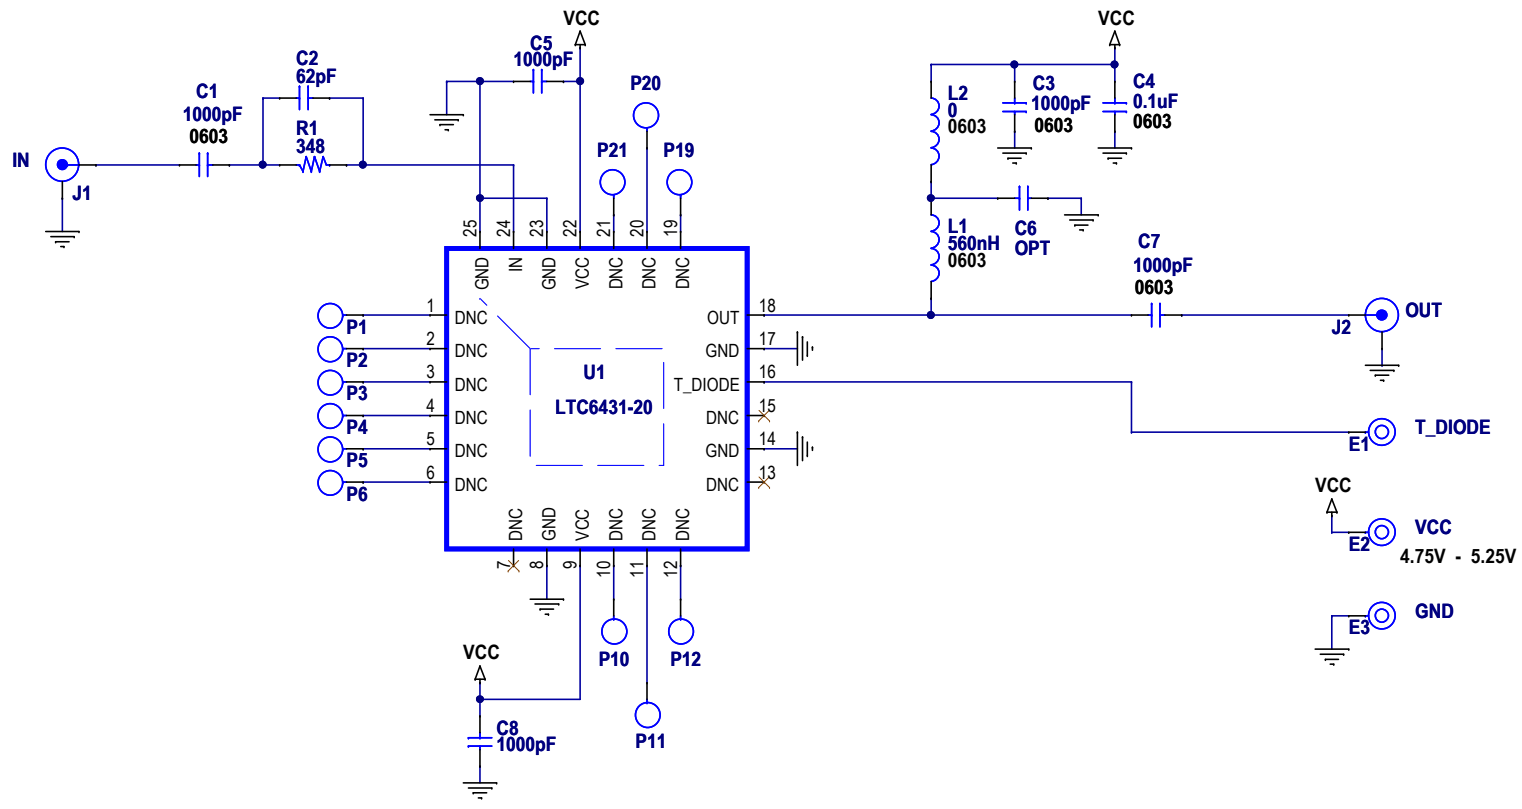 VCC
C5
1000pF
C2
62pF
C1
1000pF
0603
R1
348
IN
J1
P20
P21
P19
VCC
L2
0
0603
C3
1000pF
0603
C4
0.1uF
0603
L1
560nH
0603
C6
OPT
C7
1000pF
0603
25
24
23
22
21
20
19
GND
IN
GND
VCC
DNC
DNC
DNC
P1
1
DNC
P2
2
DNC
P3
3
DNC
P4
4
DNC
P5
5
DNC
P6
6
DNC
U1
LTC6431-20
OUT
18
GND
17
T_DIODE
16
DNC
15
GND
14
DNC
13
J2
OUT
E1
T_DIODE
VCC
E2
VCC
4.75V - 5.25V
E3
GND
DNC
GND
VCC
DNC
DNC
DNC
7
8
9
10
11
12
P10
P12
P11
VCC
C8
1000pF